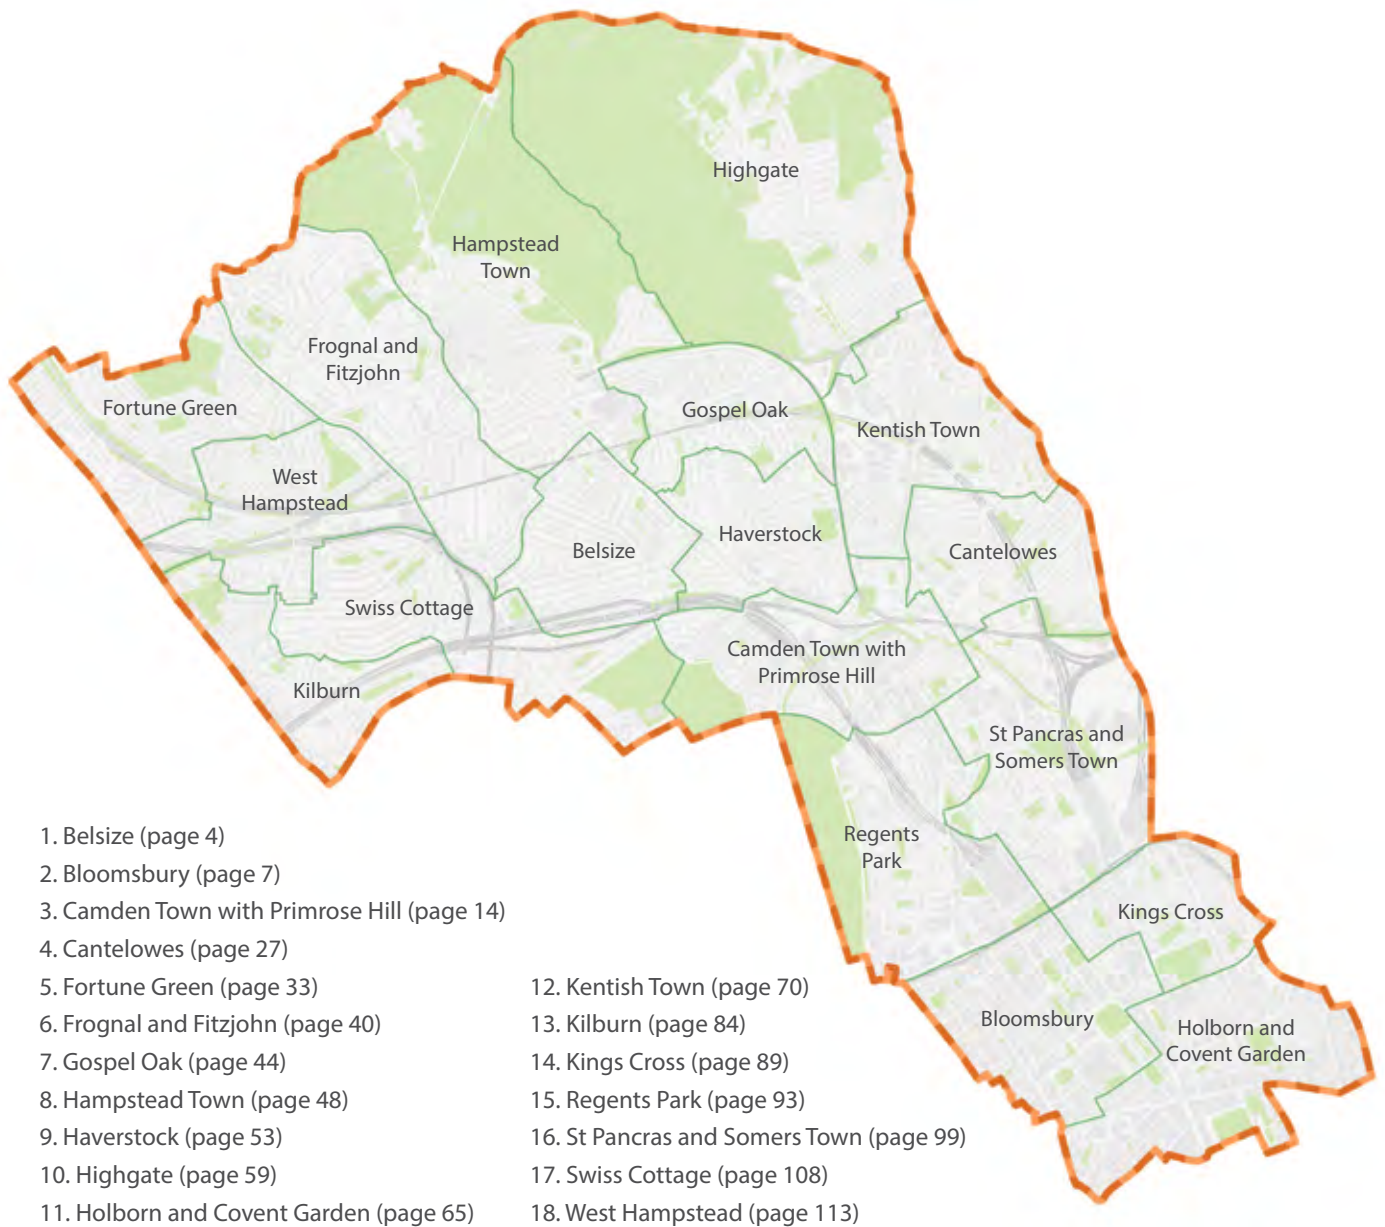 Highgate
Hampstead
Town
Frognal and
Fitzjohn
Fortune Green
Gospel Oak
Kentish Town
West
Hampstead
Haverstock
Belsize
Cantelowes
Swiss Cottage
Camden Town with
Primrose Hill
Kilburn
St Pancras and
Somers Town
Regents
Park
Kings Cross
Bloomsbury
Holborn and
Covent Garden
1. Belsize (page 4)
2. Bloomsbury (page 7)
3. Camden Town with Primrose Hill (page 14)
4. Cantelowes (page 27)
5. Fortune Green (page 33)
6. Frognal and Fitzjohn (page 40)
7. Gospel Oak (page 44)
8. Hampstead Town (page 48)
9. Haverstock (page 53)
10. Highgate (page 59)
11. Holborn and Covent Garden (page 65)
12. Kentish Town (page 70)
13. Kilburn (page 84)
14. Kings Cross (page 89)
15. Regents Park (page 93)
16. St Pancras and Somers Town (page 99)
17. Swiss Cottage (page 108)
18. West Hampstead (page 113)